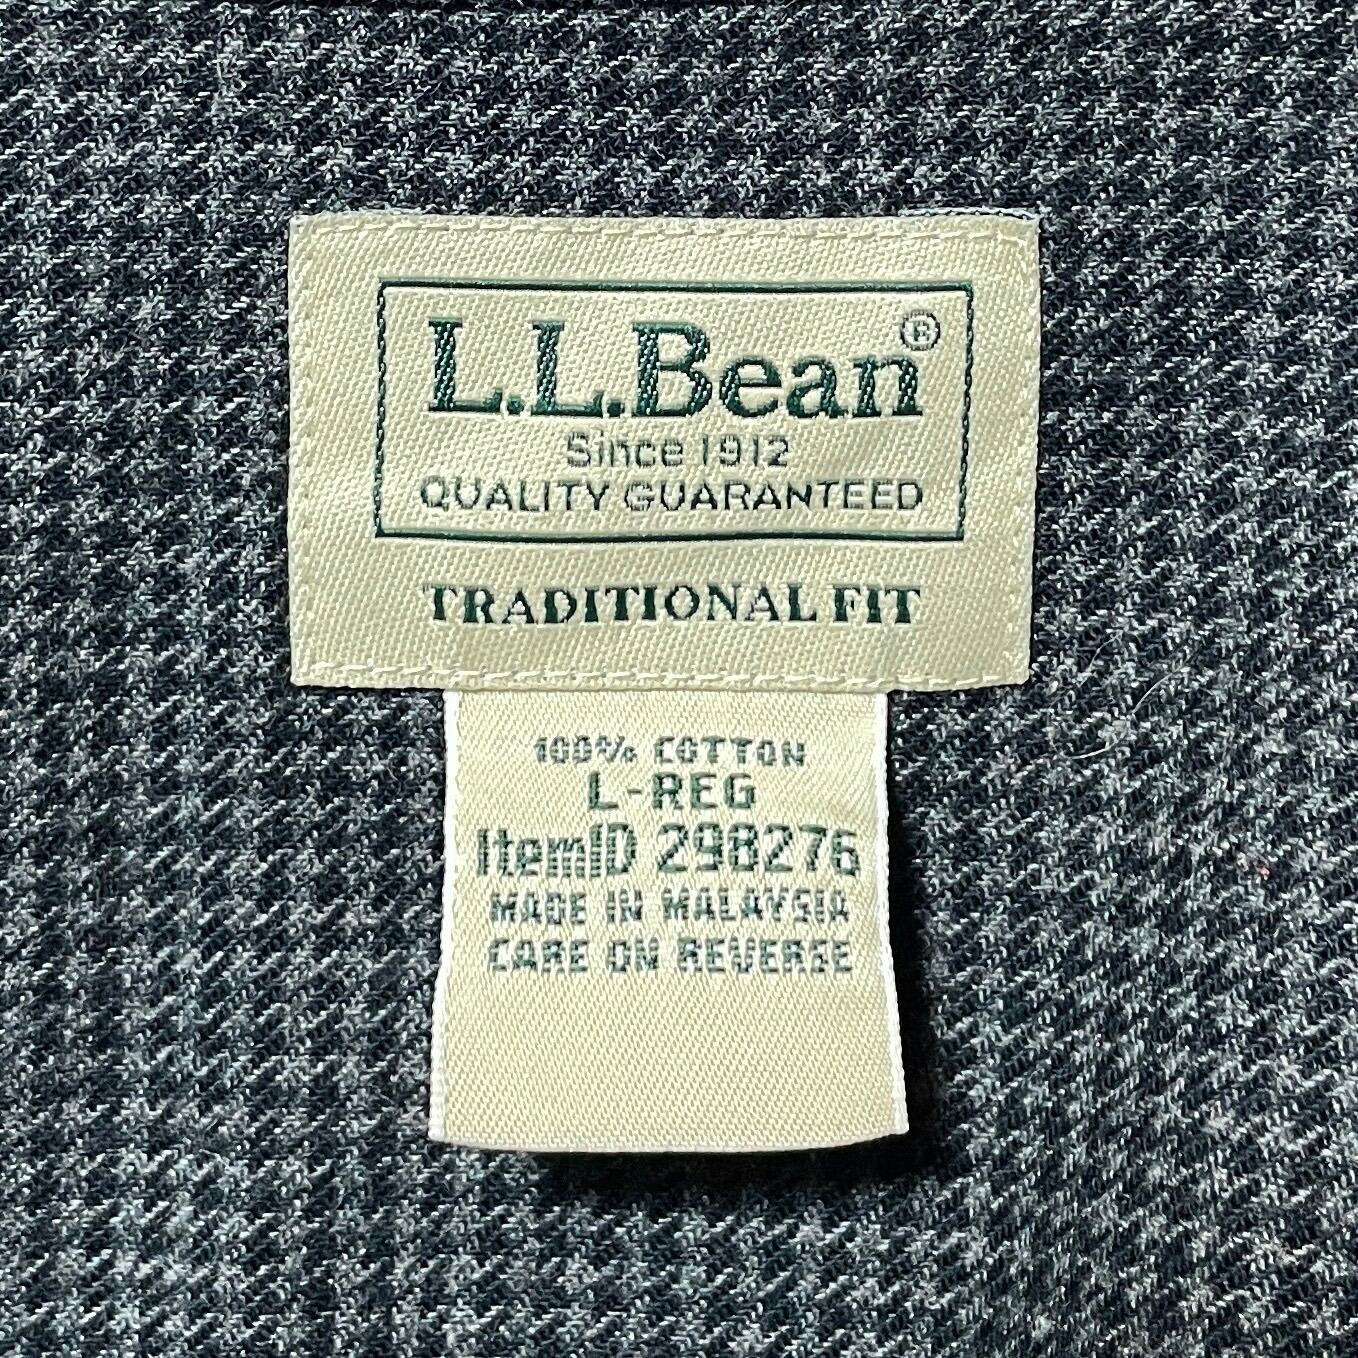 L.L.Bean®
Since 1912
QUALITY GUARANTEED
TRADITIONAL FIT
100% COTTON
L-REG
ItemID 298276
MADE IN MALAYSIA
CARE ON REVERSE